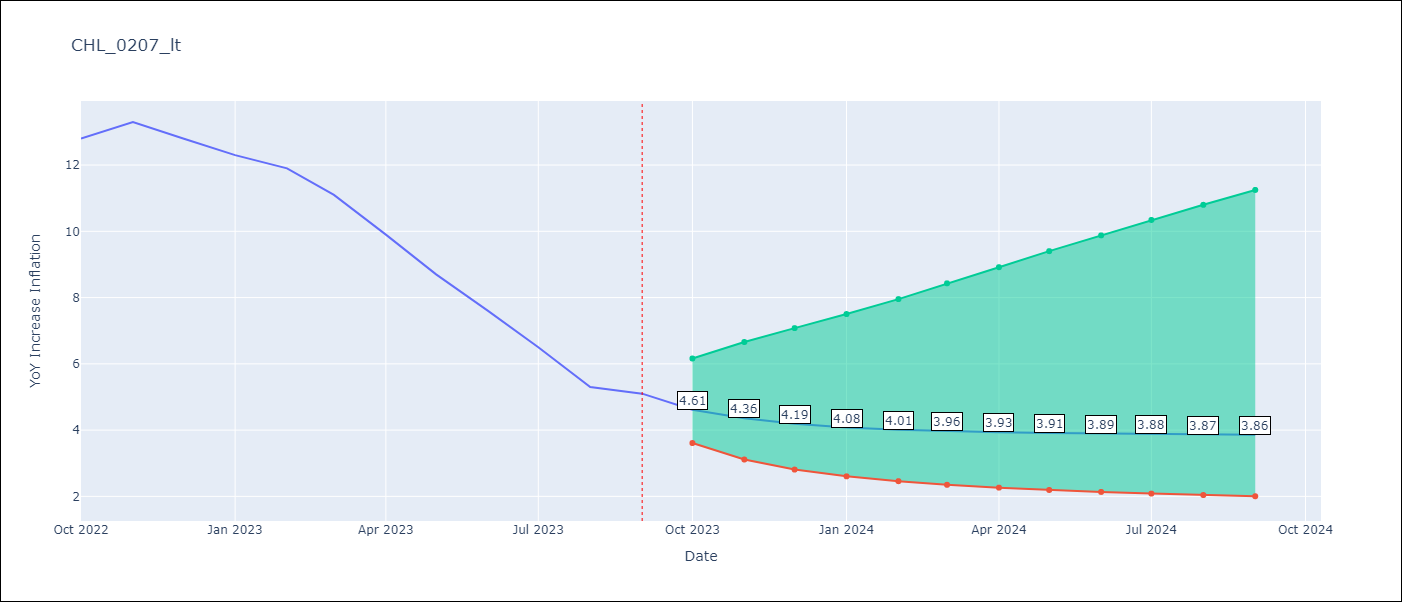 CHL_0207_lt
YoY Increase Inflation
12
10
8
6
4
2
4.61
4.36
4.19
4.08
4.01
3.96
3.93
3.91
3.89
3.88
3.87
3.86
Oct 2022
Jan 2023
Apr 2023
Jul 2023
Oct 2023
Jan 2024
Apr 2024
Jul 2024
Oct 2024
Date